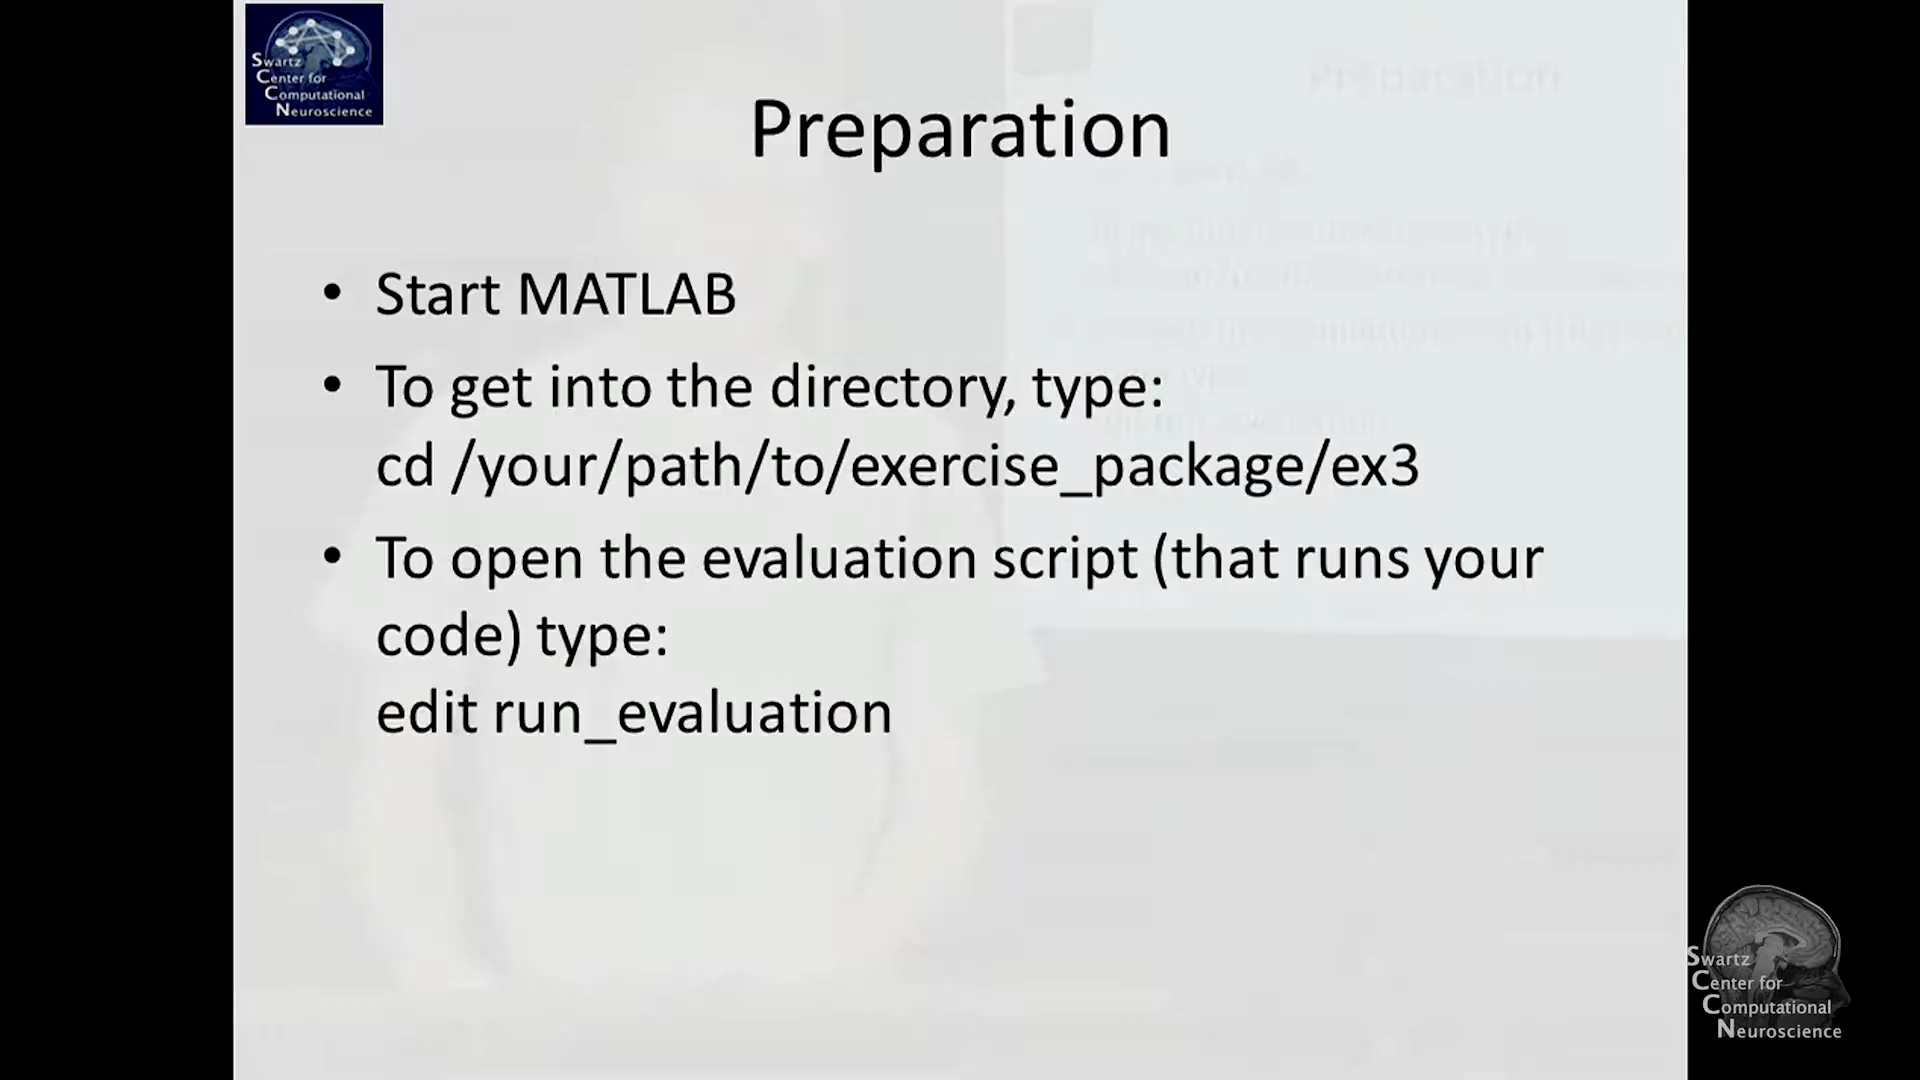 Swartz
Center for
Computational
Neuroscience
Preparation
Preparation
• Start MATLAB
• To get into the directory, type:
cd /your/path/to/exercise_package/ex3
• To open the evaluation script (that runs your
code) type:
edit run_evaluation
Swartz
Center for
Computational
Neuroscience